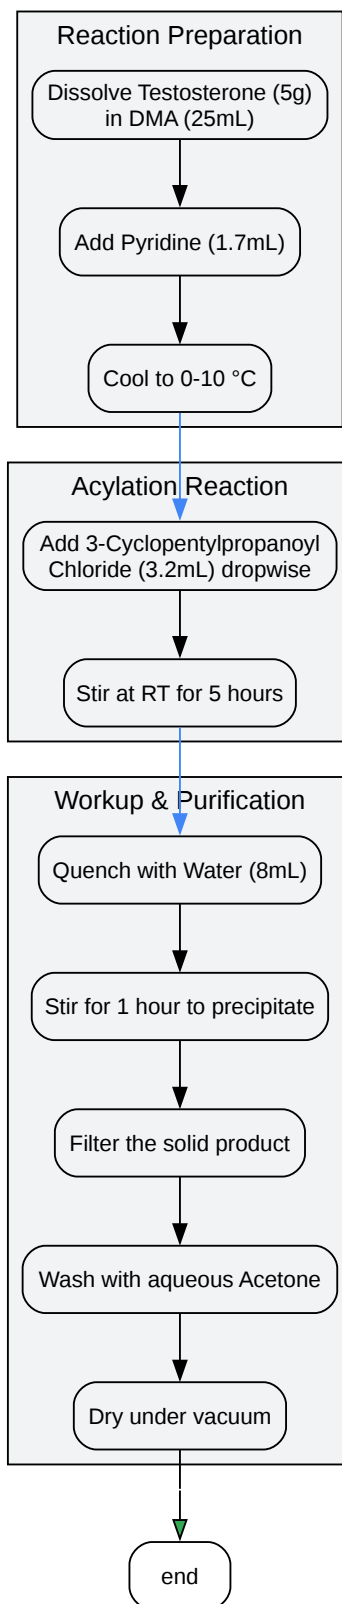 Reaction Preparation
Dissolve Testosterone (5g)
in DMA (25mL)
Add Pyridine (1.7mL)
Cool to 0-10 °C
Acylation Reaction
Add 3-Cyclopentylpropanoyl
Chloride (3.2mL) dropwise
Stir at RT for 5 hours
Workup & Purification
Quench with Water (8mL)
Stir for 1 hour to precipitate
Filter the solid product
Wash with aqueous Acetone
Dry under vacuum
end